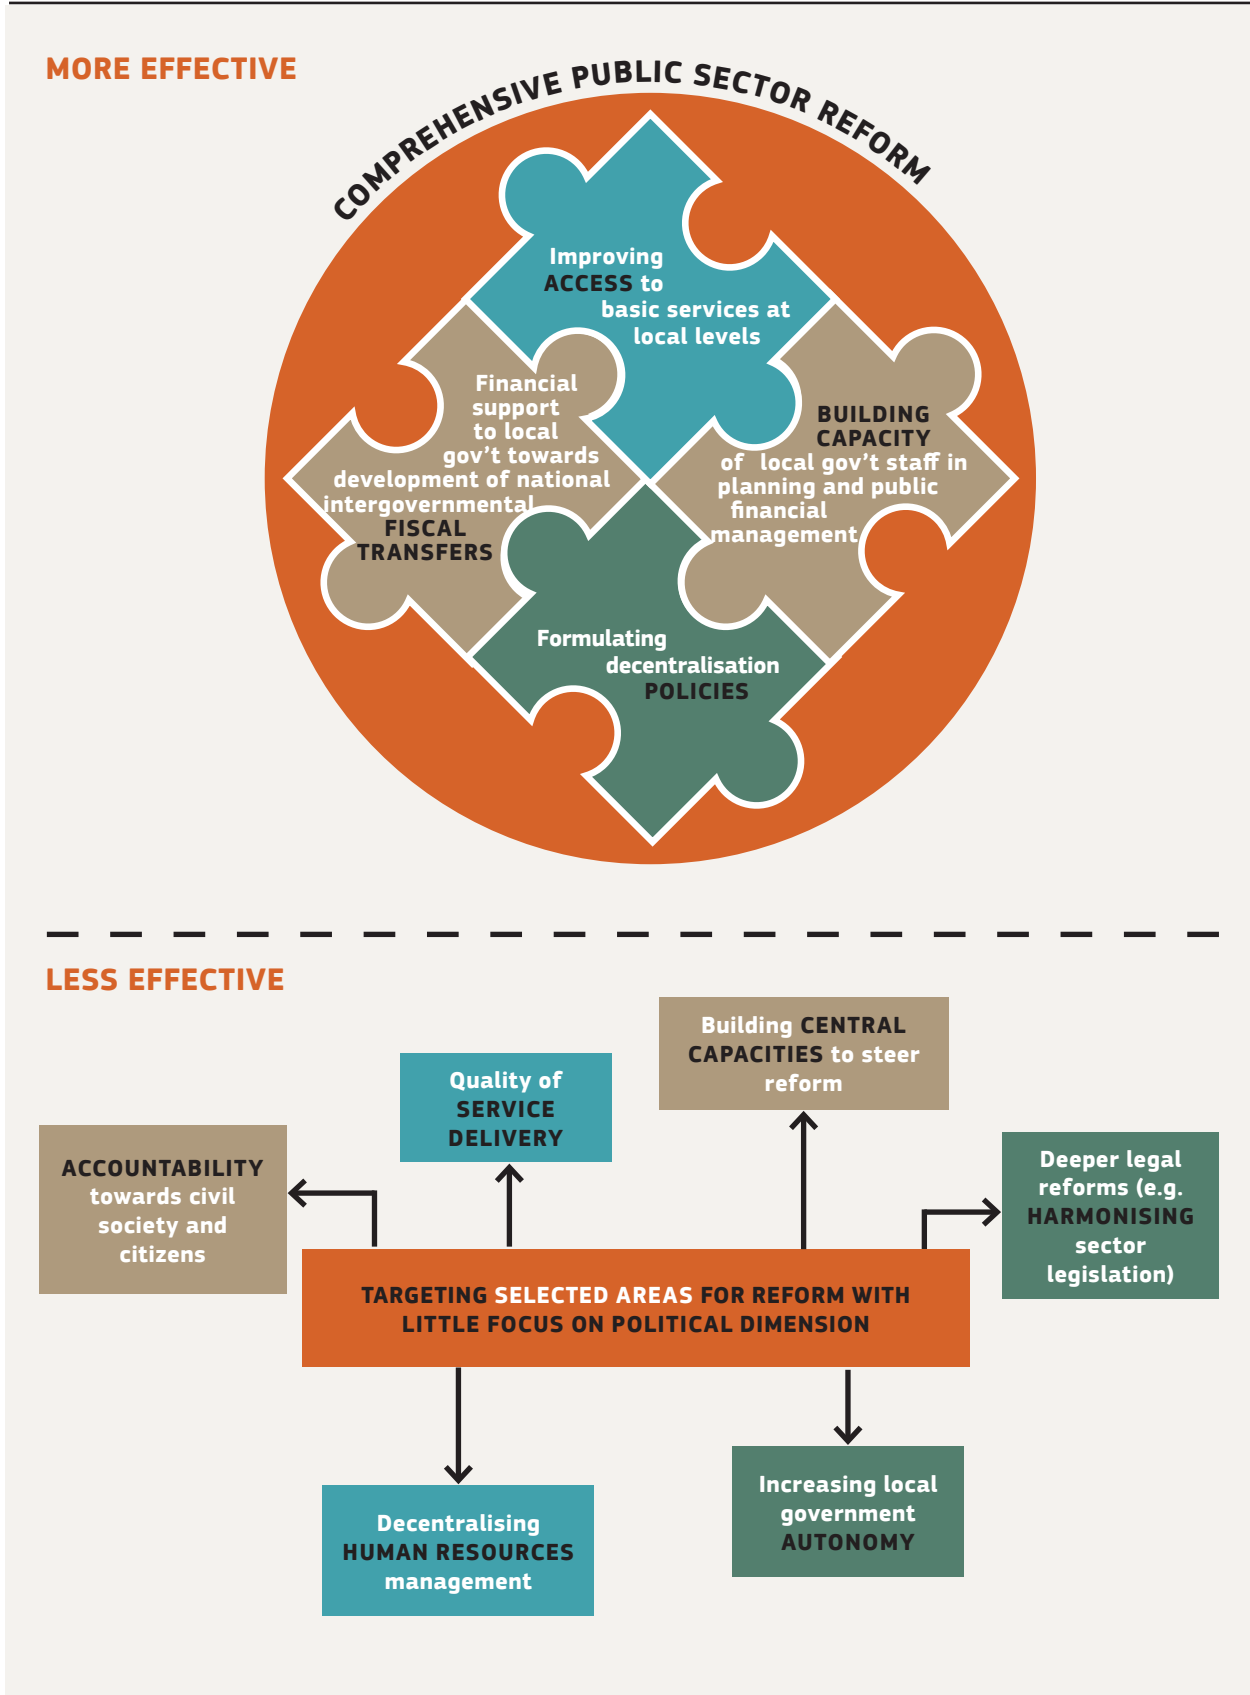 MORE EFFECTIVE
COMPREHENSIVE PUBLIC SECTOR REFORM
Improving
ACCESS to
basic services at
local levels
Financial
support
to local
gov't towards
development of national
intergovernmental
FISCAL
TRANSFERS
BUILDING
CAPACITY
of local gov't staff in
planning and public
financial
management
Formulating
decentralisation
POLICIES
LESS EFFECTIVE
Building CENTRAL
CAPACITIES to steer
reform
Quality of
SERVICE
DELIVERY
ACCOUNTABILITY
towards civil
society and
citizens
Deeper legal
reforms (e.g.
HARMONISING
sector
legislation)
TARGETING SELECTED AREAS FOR REFORM WITH
LITTLE FOCUS ON POLITICAL DIMENSION
Decentralising
HUMAN RESOURCES
management
Increasing local
government
AUTONOMY